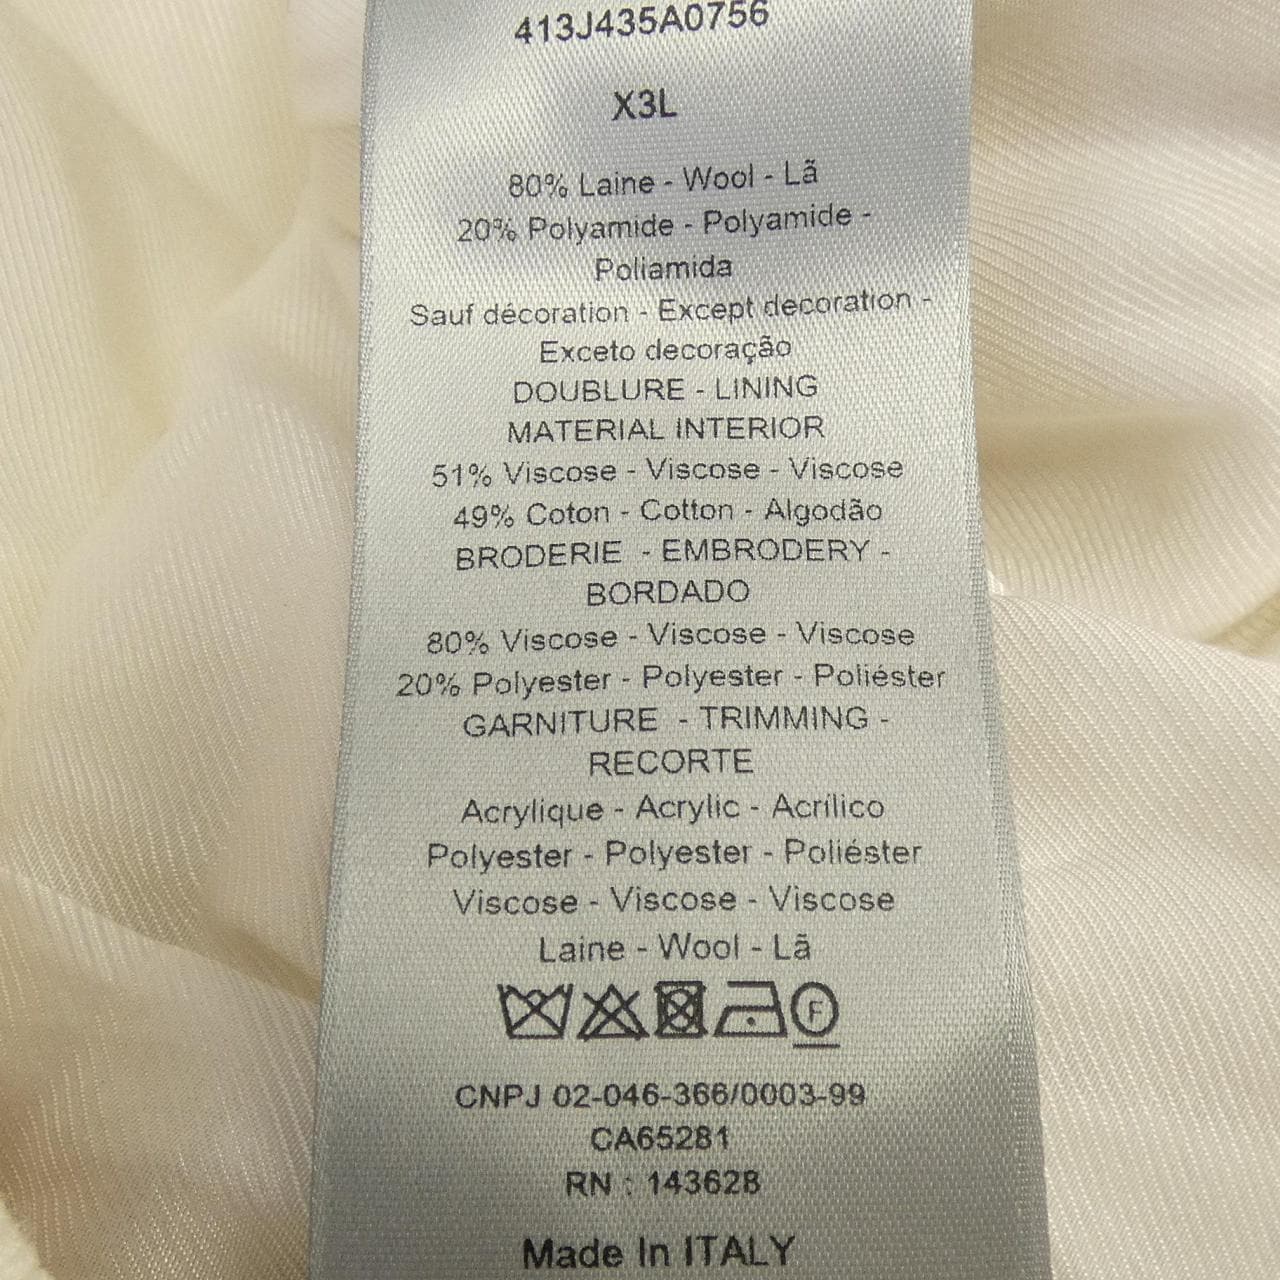 413J435A0756
X3L
80% Laine - Wool - Lã
20% Polyamide - Polyamide -
Poliamida
Sauf décoration - Except decoration -
Exceto decoração
DOUBLURE - LINING
MATERIAL INTERIOR
51% Viscose - Viscose - Viscose
49% Coton - Cotton - Algodão
BRODERIE - EMBRODERY -
BORDADO
80% Viscose - Viscose - Viscose
20% Polyester - Polyester - Poliéster
GARNITURE - TRIMMING -
RECORTE
Acrylique - Acrylic - Acrílico
Polyester - Polyester - Poliéster
Viscose - Viscose - Viscose
Laine - Wool - Lã
F
CNPJ 02-046-366/0003-99
CA65281
RN : 143628
Made In ITALY